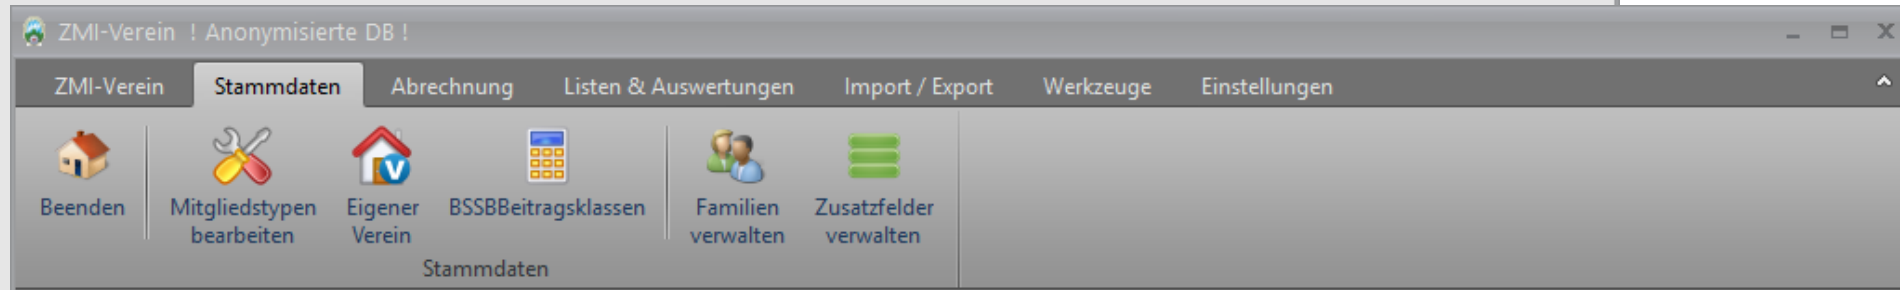 ZMI-Verein ! Anonymisierte DB !
ZMI-Verein Stammdaten Abrechnung Listen & Auswertungen Import / Export Werkzeuge Einstellungen
Beenden
Mitgliedstypen
bearbeiten
Eigener
Verein
V
BSSBBeitragsklassen
Familien
verwalten
Zusatzfelder
verwalten
Stammdaten